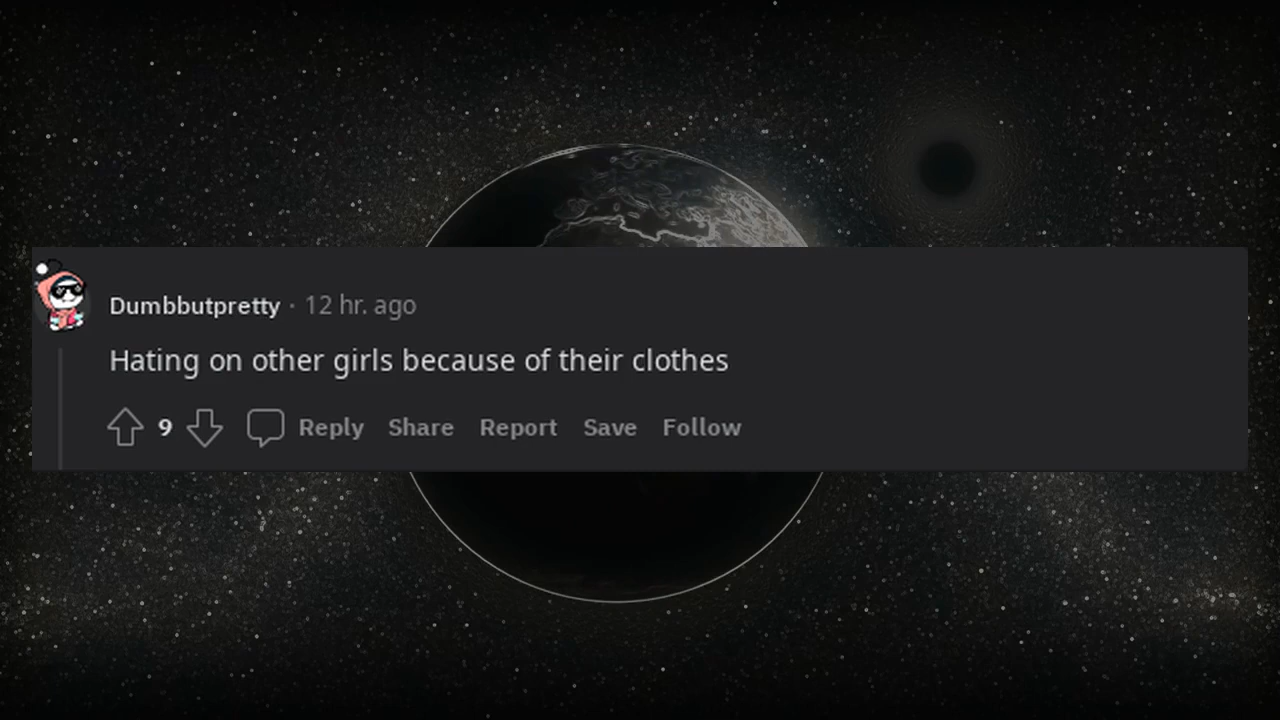 Dumbbutpretty · 12 hr. ago
Hating on other girls because of their clothes
9 Reply Share Report Save Follow